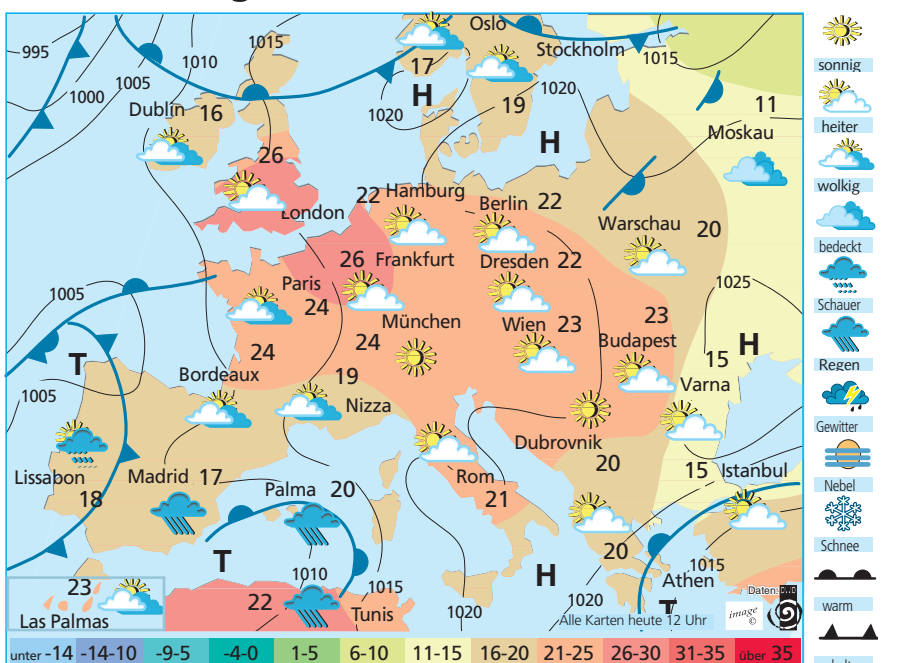 Oslo
Stockholm
995
1015
1010
1005
1000
17
H
1020
1020
1015
11
Moskau
Dublin 16
19
H
26
London
22 Hamburg
Berlin 22
Warschau 20
26 Frankfurt
Dresden 22
Paris
24
1005
1025
München
24
Wien 23
23
Budapest
T
24
Bordeaux
19
Nizza
15 H
Varna
1005
Dubrovnik
20
Lissabon
18
Madrid 17
Palma 20
Rom
21
15 Istanbul
T
1010
1015
H
20
Athen
1015
T
23
Las Palmas
22
Tunis
1020
1020
Daten:
Alle Karten heute 12 Uhr
image
©
sonnig
heiter
wolkig
bedeckt
Schauer
Regen
Gewitter
Nebel
Schnee
warm
unter -14 -14-10 -9-5 -4-0 1-5 6-10 11-15 16-20 21-25 26-30 31-35 über 35